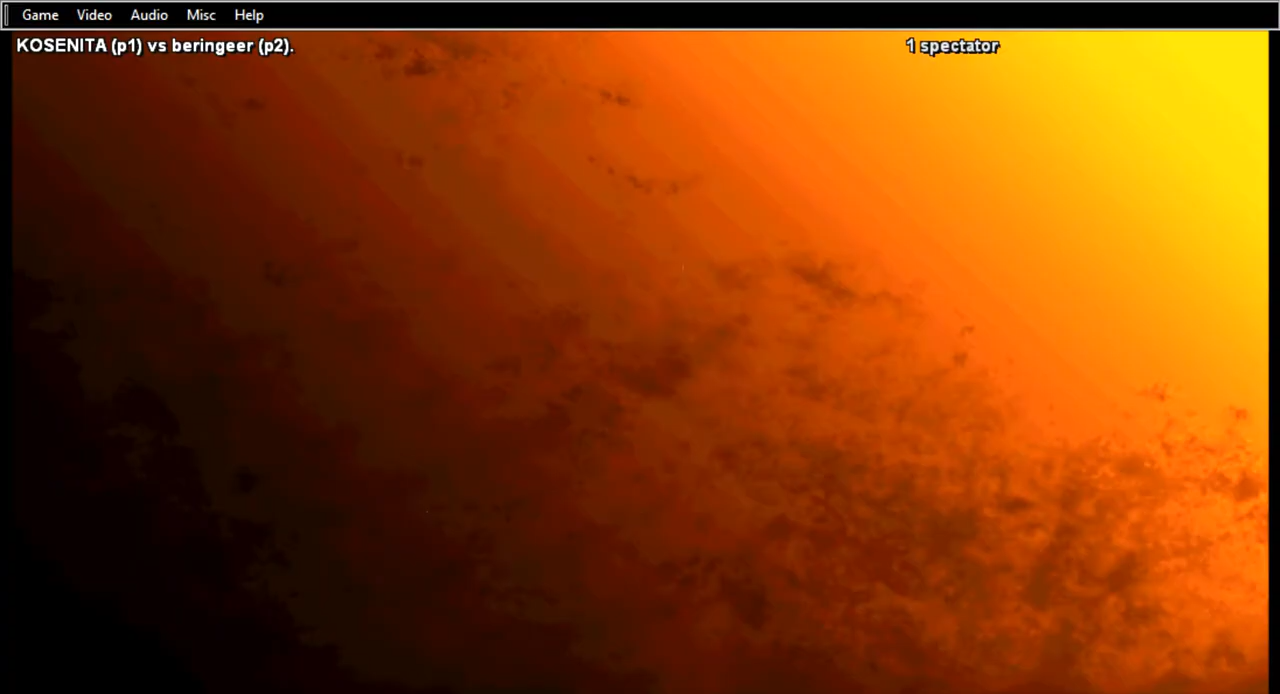 Game Video Audio Misc Help
KOSENITA (p1) vs beringeer (p2). 1 spectator